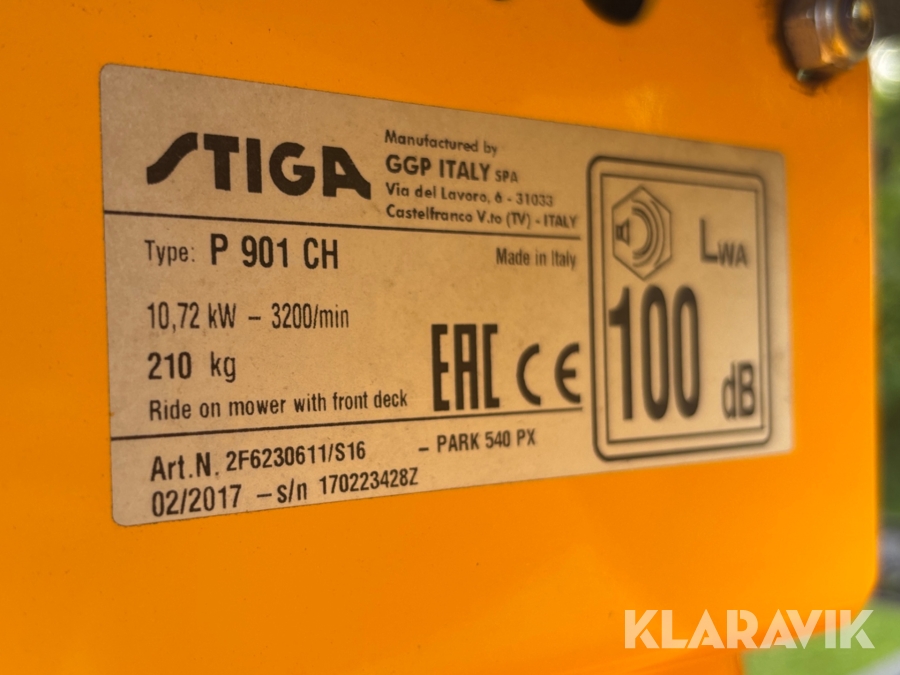 STIGA
Manufactured by
GGP ITALY SPA
Via del Lavoro, 6 - 31033
Castelfranco V.to (TV) - ITALY
Type: P 901 CH
Made in Italy
10,72 kW – 3200/min
210 kg
Ride on mower with front deck
EAC CE
LWA
100
dB
Art.N. 2F6230611/S16 – PARK 540 PX
02/2017 – s/n 170223428Z
KLARAVIK